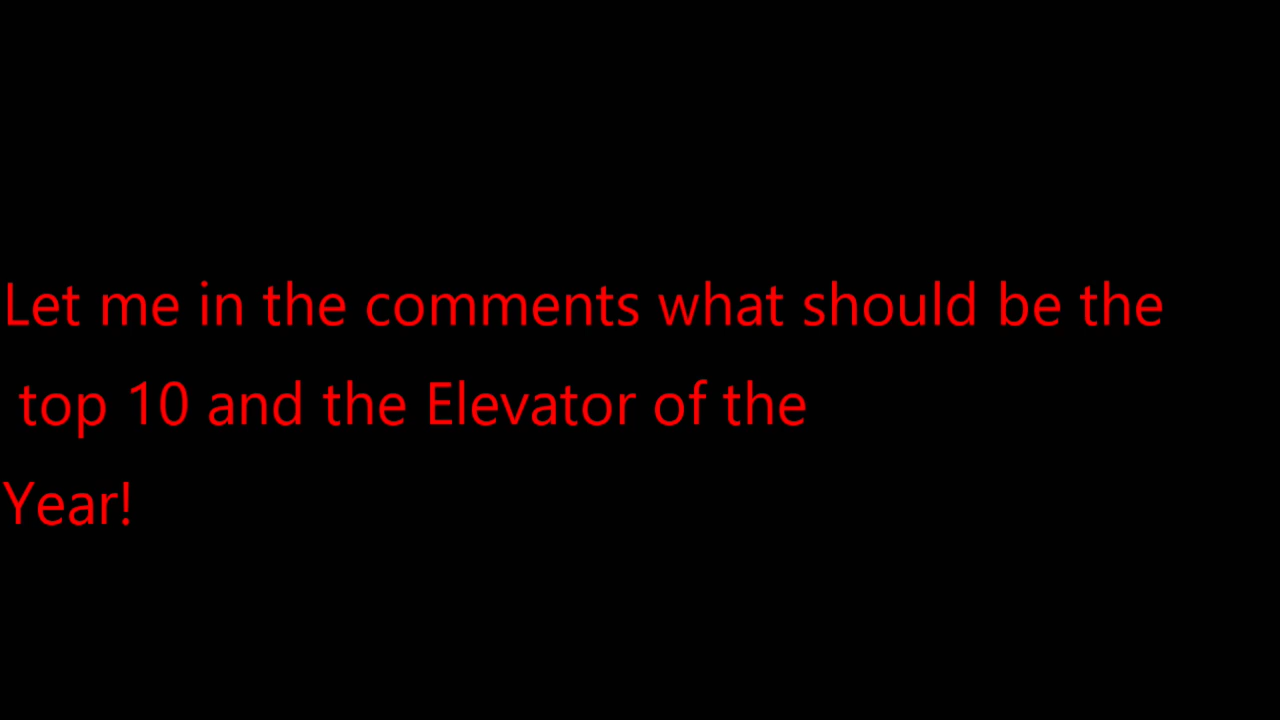 Let me in the comments what should be the
top 10 and the Elevator of the
Year!